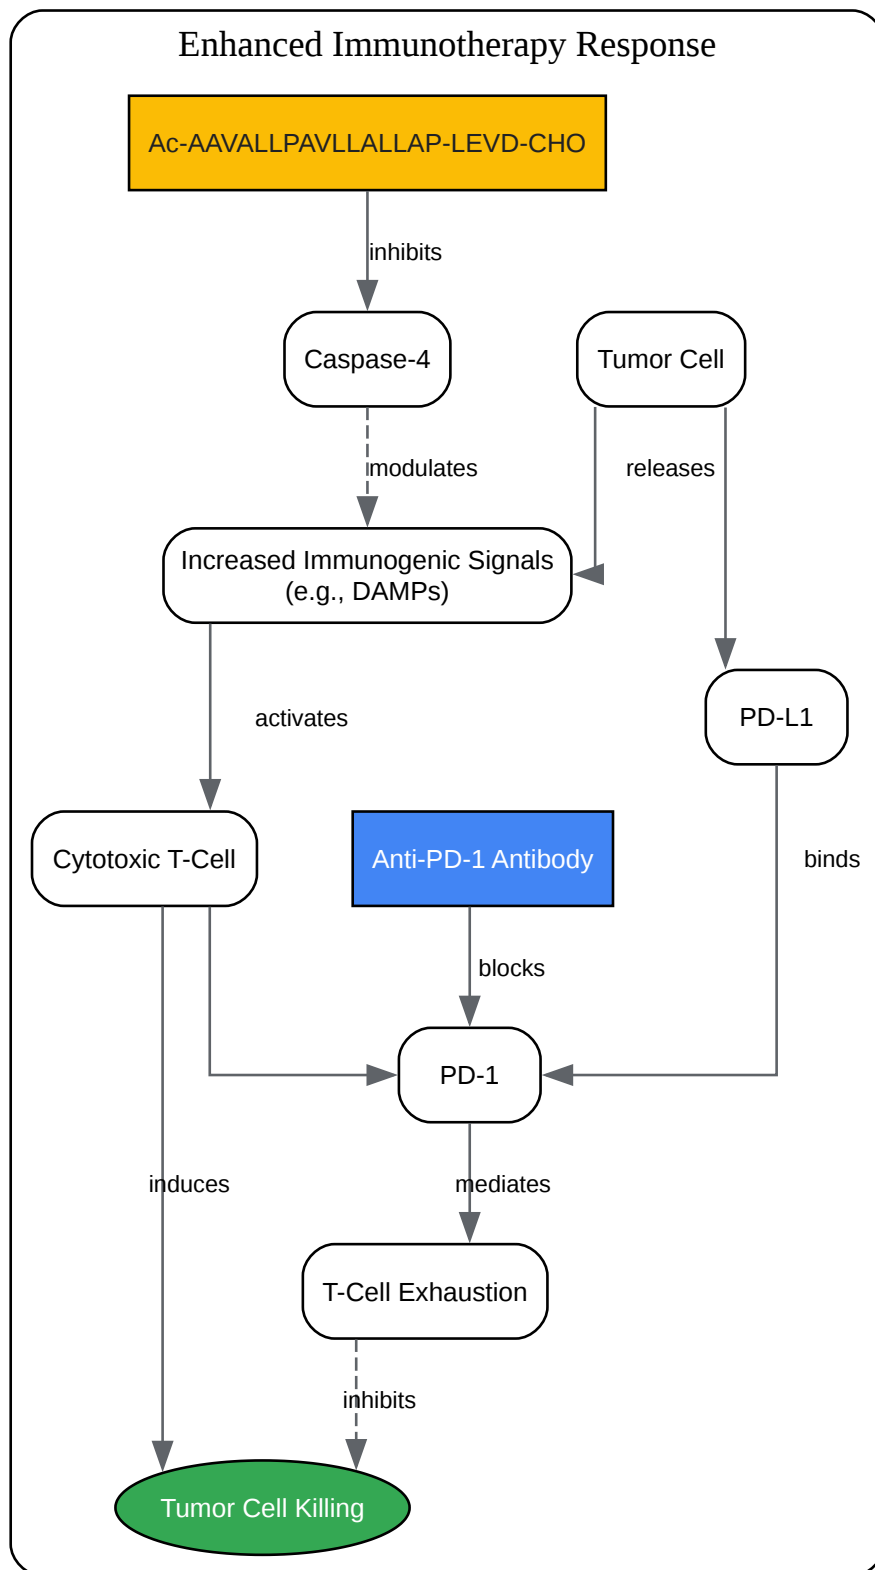 Enhanced Immunotherapy Response
Ac-AAVALLPAVLLALLAP-LEVD-CHO
inhibits
Caspase-4
Tumor Cell
modulates
releases
Increased Immunogenic Signals
(e.g., DAMPs)
activates
PD-L1
Cytotoxic T-Cell
Anti-PD-1 Antibody
binds
blocks
PD-1
induces
mediates
T-Cell Exhaustion
inhibits
Tumor Cell Killing